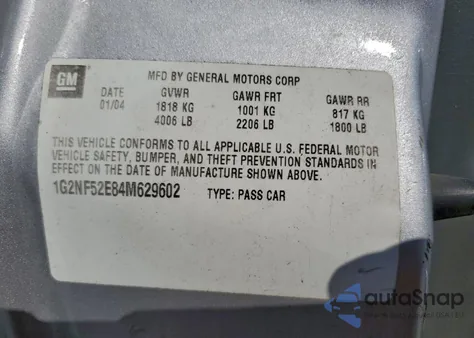 GM
MFD BY GENERAL MOTORS CORP
DATE GVWR GAWR FRT GAWR RR
01/04 1818 KG 1001 KG 817 KG
4006 LB 2206 LB 1800 LB
THIS VEHICLE CONFORMS TO ALL APPLICABLE U.S. FEDERAL MOTOR
VEHICLE SAFETY, BUMPER, AND THEFT PREVENTION STANDARDS IN
EFFECT ON THE DATE OF MANUFACTURE SHOWN ABOVE.
1G2NF52E84M629602 TYPE: PASS CAR
autoSnap